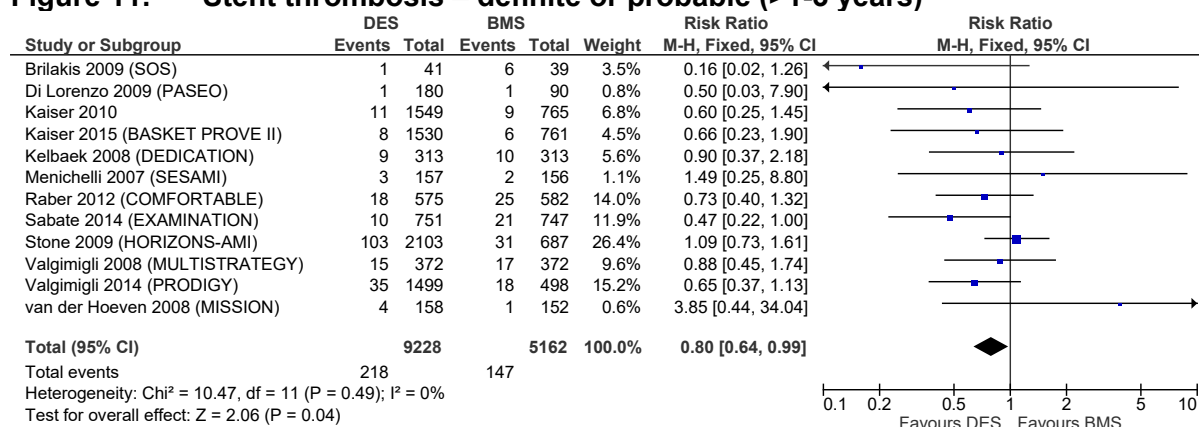 Figure 11: Stent thrombosis – definite or probable (>1-3 years)
DES BMS Risk Ratio Risk Ratio
Study or Subgroup Events Total Events Total Weight M-H, Fixed, 95% CI M-H, Fixed, 95% CI
Brilakis 2009 (SOS) 1 41 6 39 3.5% 0.16 [0.02, 1.26]
Di Lorenzo 2009 (PASEO) 1 180 1 90 0.8% 0.50 [0.03, 7.90]
Kaiser 2010 11 1549 9 765 6.8% 0.60 [0.25, 1.45]
Kaiser 2015 (BASKET PROVE II) 8 1530 6 761 4.5% 0.66 [0.23, 1.90]
Kelbaek 2008 (DEDICATION) 9 313 10 313 5.6% 0.90 [0.37, 2.18]
Menichelli 2007 (SESAMI) 3 157 2 156 1.1% 1.49 [0.25, 8.80]
Raber 2012 (COMFORTABLE) 18 575 25 582 14.0% 0.73 [0.40, 1.32]
Sabate 2014 (EXAMINATION) 10 751 21 747 11.9% 0.47 [0.22, 1.00]
Stone 2009 (HORIZONS-AMI) 103 2103 31 687 26.4% 1.09 [0.73, 1.61]
Valgimigli 2008 (MULTISTRATEGY) 15 372 17 372 9.6% 0.88 [0.45, 1.74]
Valgimigli 2014 (PRODIGY) 35 1499 18 498 15.2% 0.65 [0.37, 1.13]
van der Hoeven 2008 (MISSION) 4 158 1 152 0.6% 3.85 [0.44, 34.04]
Total (95% CI) 9228 5162 100.0% 0.80 [0.64, 0.99]
Total events 218 147
Heterogeneity: Chi² = 10.47, df = 11 (P = 0.49); I² = 0%
Test for overall effect: Z = 2.06 (P = 0.04)
0.1 0.2 0.5 1 2 5 10
Favours DES Favours BMS